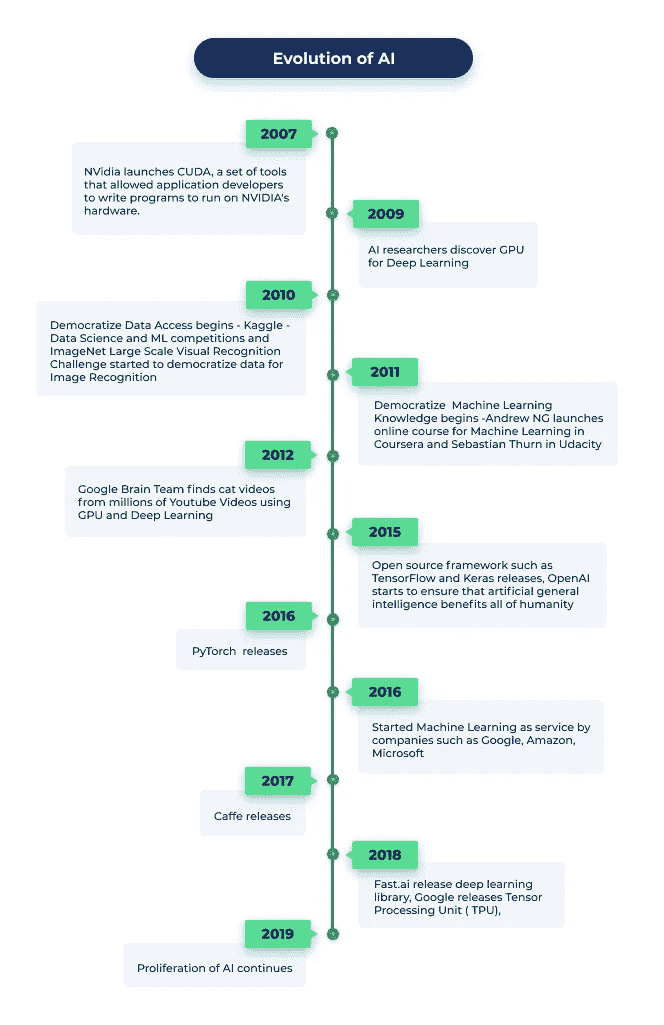 Evolution of AI
2007
NVidia launches CUDA, a set of tools
that allowed application developers
to write programs to run on NVIDIA's
hardware.
2009
AI researchers discover GPU
for Deep Learning
2010
Democratize Data Access begins - Kaggle -
Data Science and ML competitions and
ImageNet Large Scale Visual Recognition
Challenge started to democratize data for
Image Recognition
2011
Democratize Machine Learning
Knowledge begins -Andrew NG launches
online course for Machine Learning in
Coursera and Sebastian Thurn in Udacity
2012
Google Brain Team finds cat videos
from millions of Youtube Videos using
GPU and Deep Learning
2015
Open source framework such as
TensorFlow and Keras releases, OpenAI
starts to ensure that artificial general
intelligence benefits all of humanity
2016
PyTorch releases
2016
Started Machine Learning as service by
companies such as Google, Amazon,
Microsoft
2017
Caffe releases
2018
Fast.ai release deep learning
library, Google releases Tensor
Processing Unit ( TPU),
2019
Proliferation of AI continues